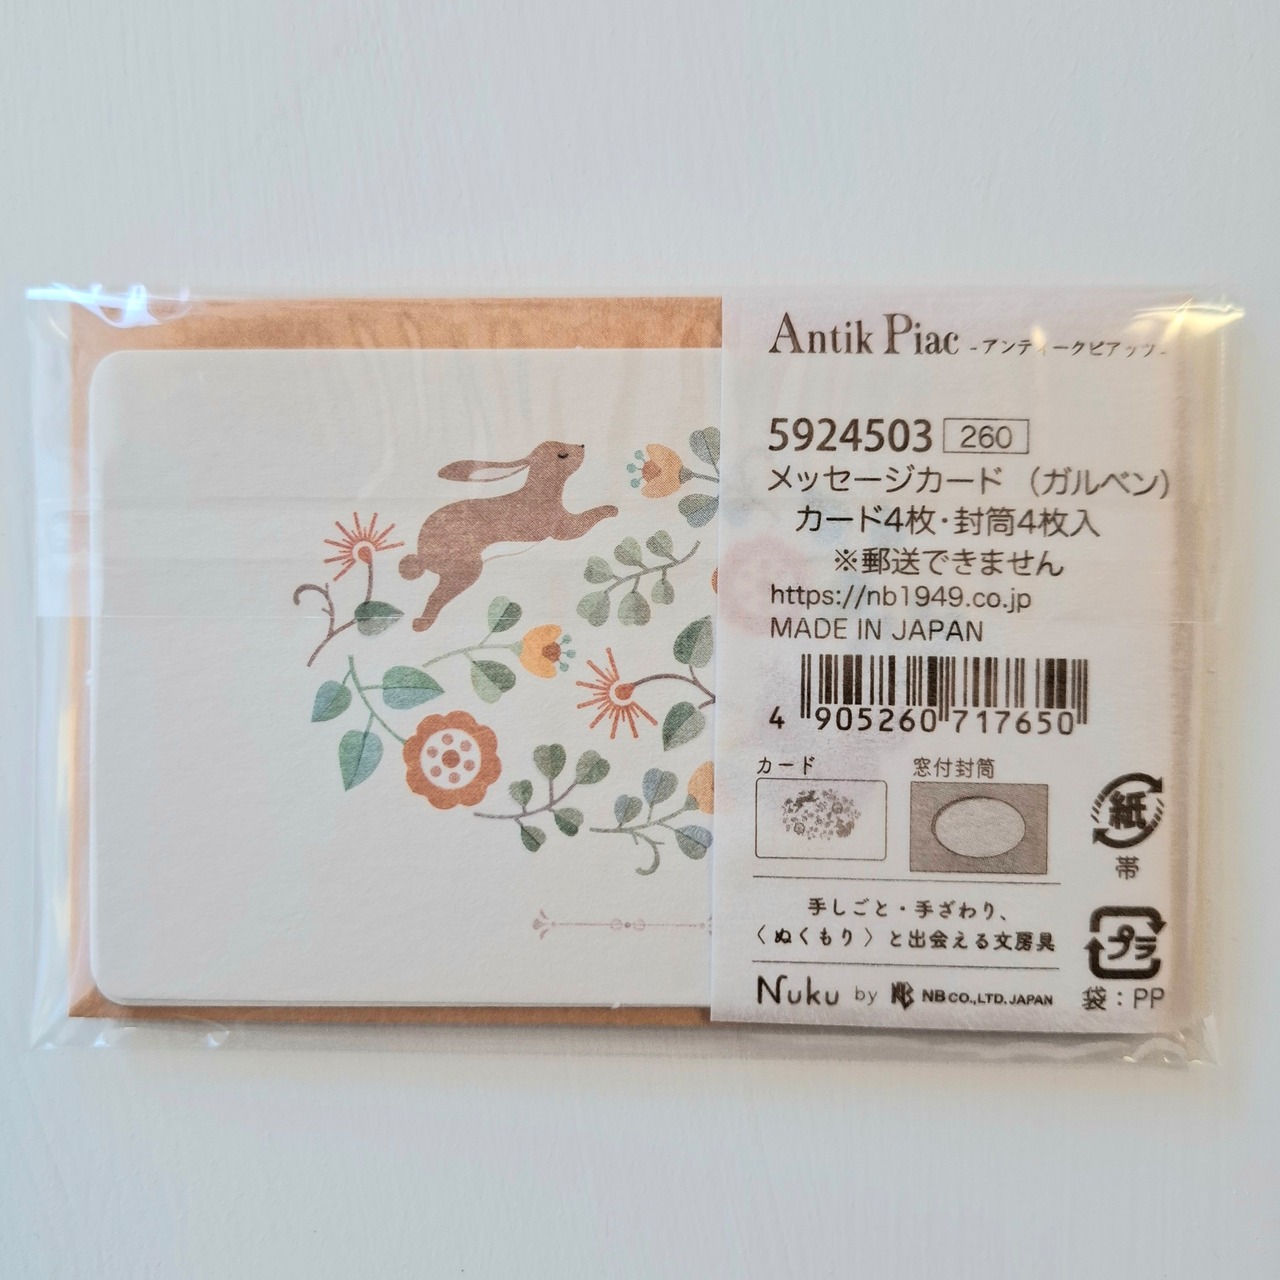 Antik Piac -アンティークピアッツ-
5924503 260
メッセージカード（ガルベン）
カード4枚・封筒4枚入
※郵送できません
https://nb1949.co.jp
MADE IN JAPAN
4 905260 717650
カード 窓付封筒
紙
帯
手しごと・手ざわり、
〈ぬくもり〉と出会える文房具
プラ
Nuku by NB CO.,LTD. JAPAN
袋：PP